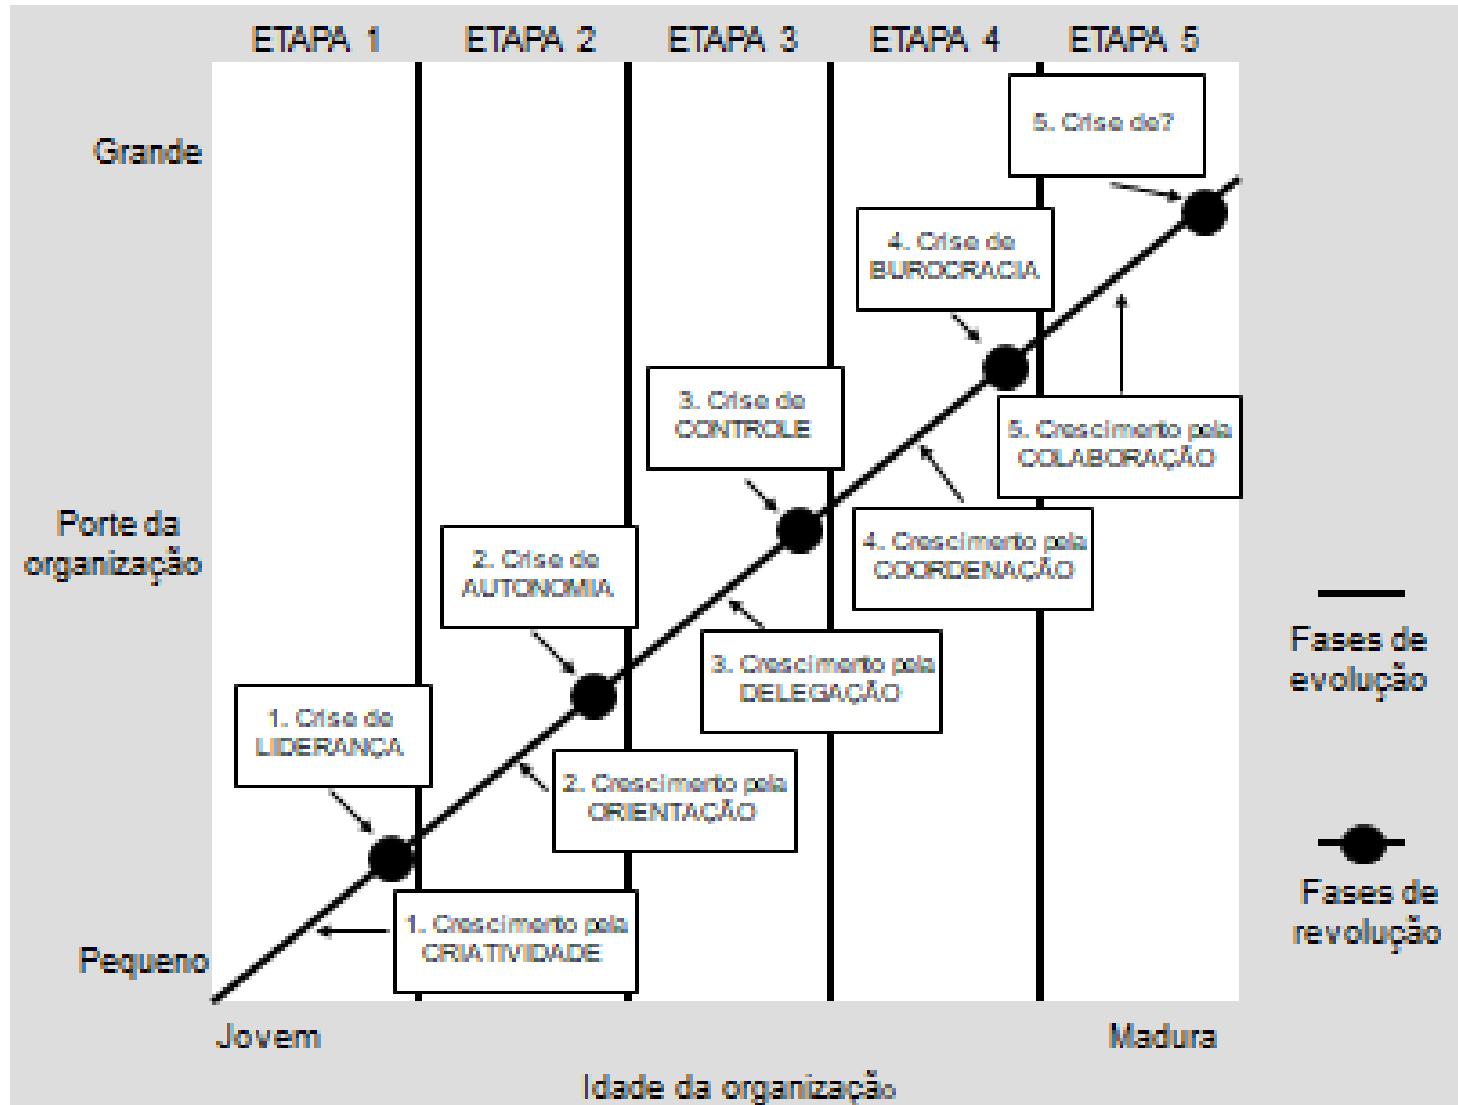 ETAPA 1
ETAPA 2
ETAPA 3
ETAPA 4
ETAPA 5
5. Crise de?
Grande
4. Crise de
BUROCRACIA
3. Crise de
CONTROLE
5. Crescimento pela
COLABORAÇÃO
Porte da
organização
2. Crise de
AUTONOMIA
4. Crescimento pela
COORDENAÇÃO
Fases de
evolução
3. Crescimento pela
DELEGAÇÃO
1. Crise de
LIDERANÇA
2. Crescimento pela
ORIENTAÇÃO
Fases de
revolução
1. Crescimento pela
CRIATIVIDADE
Pequeno
Jovem
Madura
Idade da organização